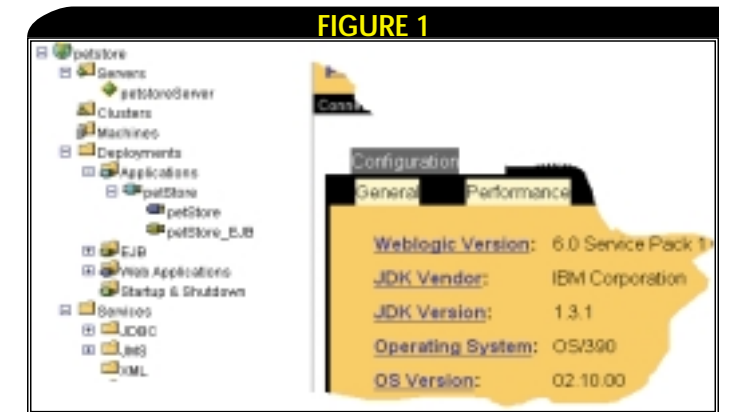 FIGURE 1
petstore
Servers
petstoreServer
Clusters
Machines
Deployments
Applications
petStore
petStore
petStore_EJB
EJB
Web Applications
Startup & Shutdown
Services
JDBC
JMS
XML
Conn
Configuration
General Performance
Weblogic Version: 6.0 Service Pack 1
JDK Vendor: IBM Corporation
JDK Version: 1.3.1
Operating System: OS/390
OS Version: 02.10.00